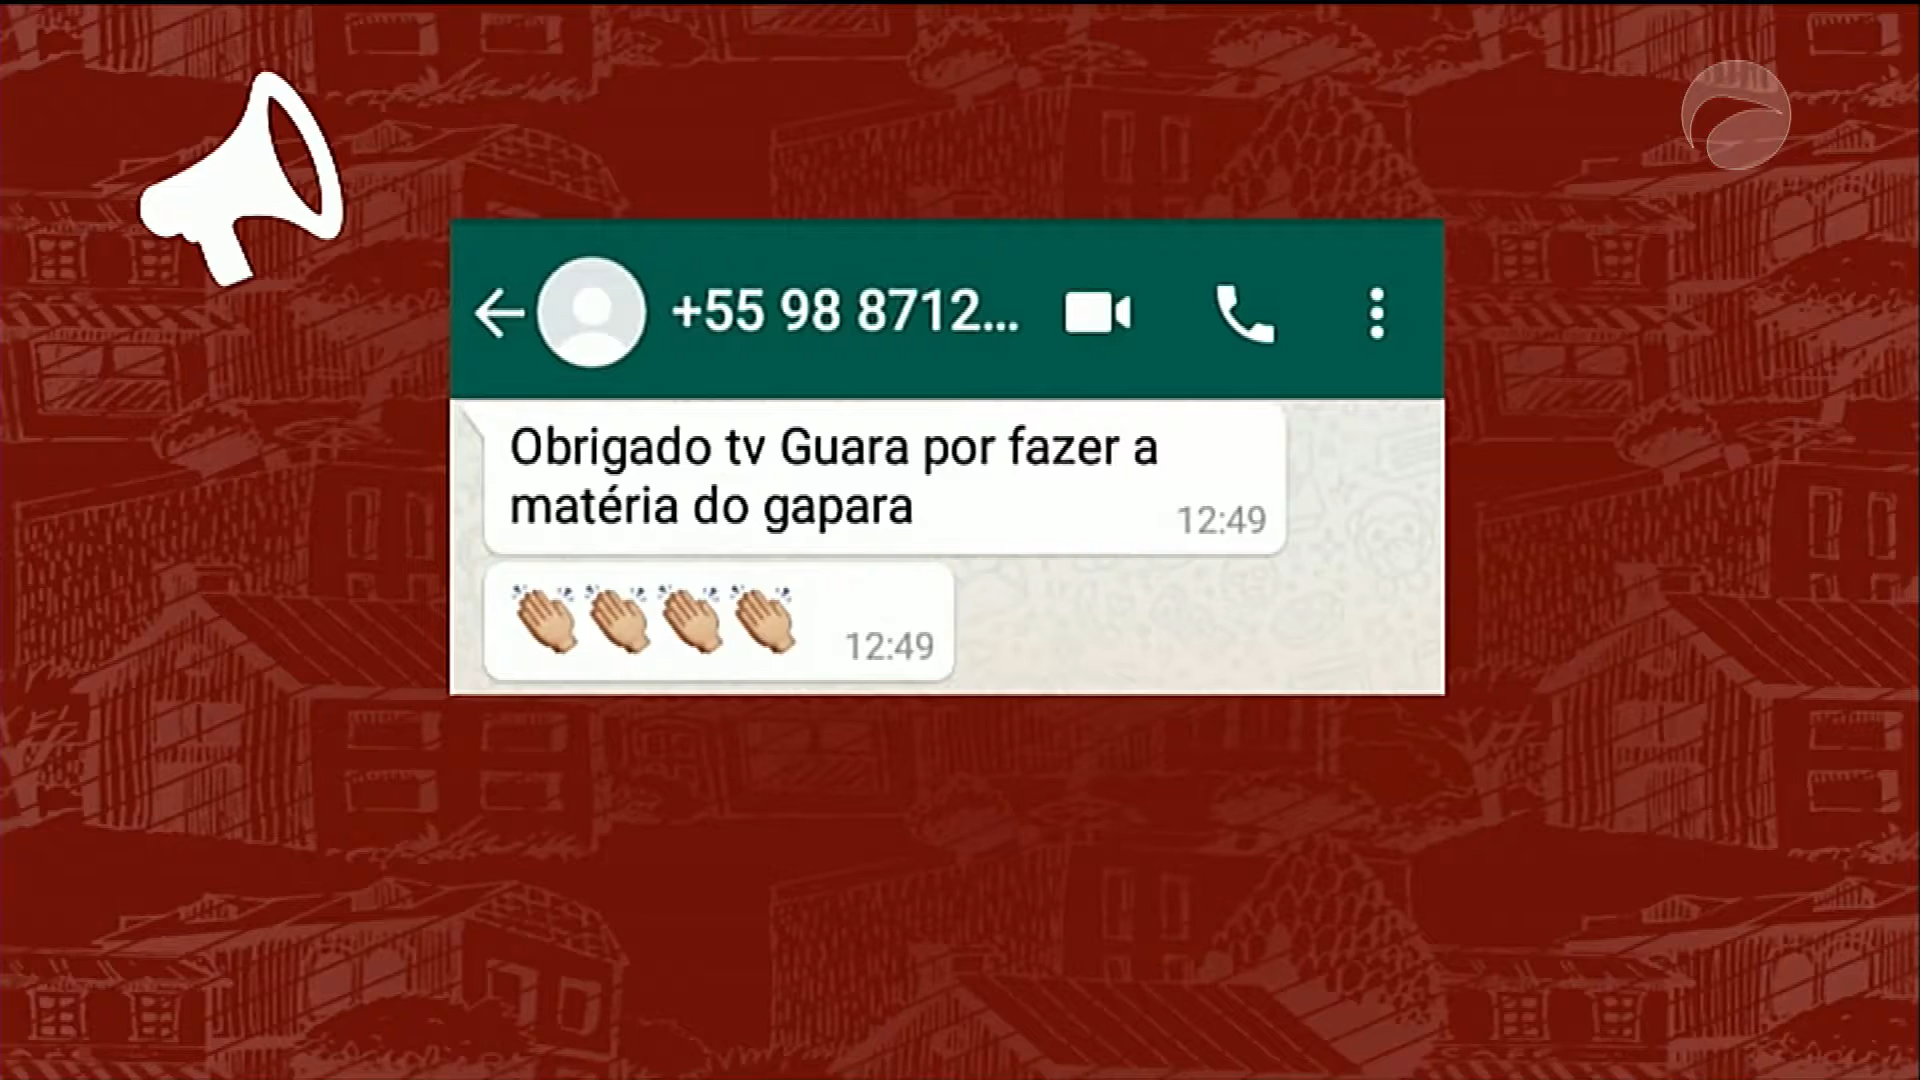 +55 98 8712...
Obrigado tv Guara por fazer a
matéria do gapara
12:49
👏🏼👏🏼👏🏼👏🏼
12:49